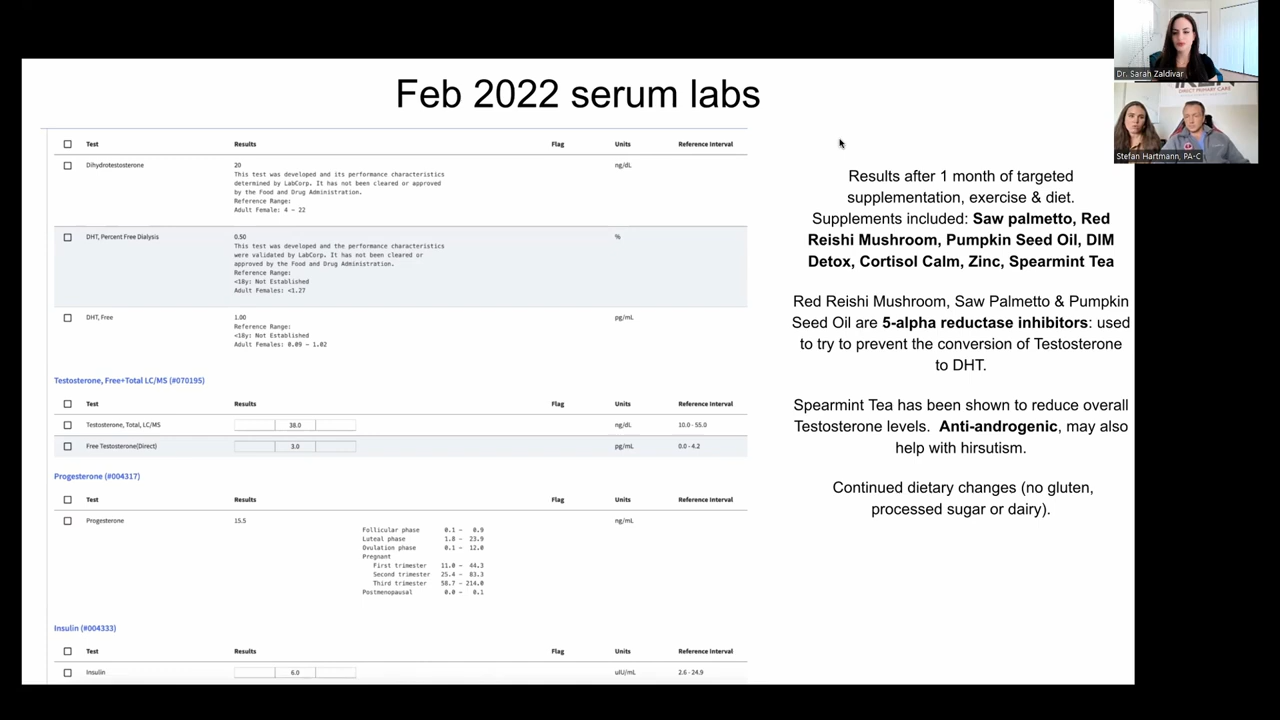 Feb 2022 serum labs
Test Results Flag Units Reference Interval
Dihydrotestosterone 20 ng/dL
This test was developed and its performance characteristics
determined by LabCorp. It has not been cleared or approved
by the Food and Drug Administration.
Reference Range:
Adult Female: 4 - 22
DHT, Percent Free Dialysis 0.50 %
This test was developed and the performance characteristics
were validated by LabCorp. It has not been cleared or
approved by the Food and Drug Administration.
Reference Range:
<18y: Not Established
Adult Females: <1.27
DHT, Free 1.00 pg/mL
Reference Range:
<18y: Not Established
Adult Females: 0.09 - 1.02
Testosterone, Free+Total LC/MS (#070195)
Test Results Flag Units Reference Interval
Testosterone, Total, LC/MS 38.0 ng/dL 10.0 - 55.0
Free Testosterone(Direct) 3.0 pg/mL 0.0 - 4.2
Progesterone (#004317)
Test Results Flag Units Reference Interval
Progesterone 15.5 ng/mL
Follicular phase 0.1 - 0.9
Luteal phase 1.8 - 23.9
Ovulation phase 0.1 - 12.0
Pregnant
First trimester 11.0 - 44.3
Second trimester 25.4 - 83.3
Third trimester 58.7 - 214.0
Postmenopausal 0.0 - 0.1
Insulin (#004333)
Test Results Flag Units Reference Interval
Insulin 6.0 uIU/mL 2.6 - 24.9
Results after 1 month of targeted
supplementation, exercise & diet.
Supplements included: Saw palmetto, Red
Reishi Mushroom, Pumpkin Seed Oil, DIM
Detox, Cortisol Calm, Zinc, Spearmint Tea
Red Reishi Mushroom, Saw Palmetto & Pumpkin
Seed Oil are 5-alpha reductase inhibitors: used
to try to prevent the conversion of Testosterone
to DHT.
Spearmint Tea has been shown to reduce overall
Testosterone levels. Anti-androgenic, may also
help with hirsutism.
Continued dietary changes (no gluten,
processed sugar or dairy).
Dr. Sarah Zaldivar
DIRECT PRIMARY CARE
Stefan Hartmann, PA-C